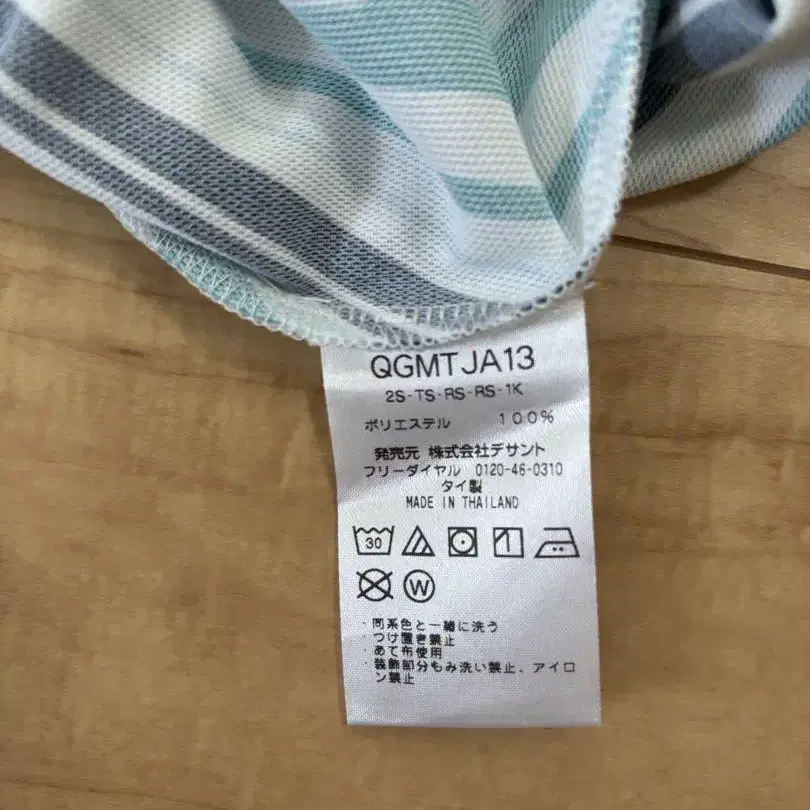 QGMTJA13
2S-TS-RS-RS-1K
ポリエステル 100%
発売元 株式会社デサント
フリーダイヤル 0120-46-0310
タイ製
MADE IN THAILAND
30
W
・同系色と一緒に洗う
・つけ置き禁止
・あて布使用
・装飾部分もみ洗い禁止、アイロ
ン禁止